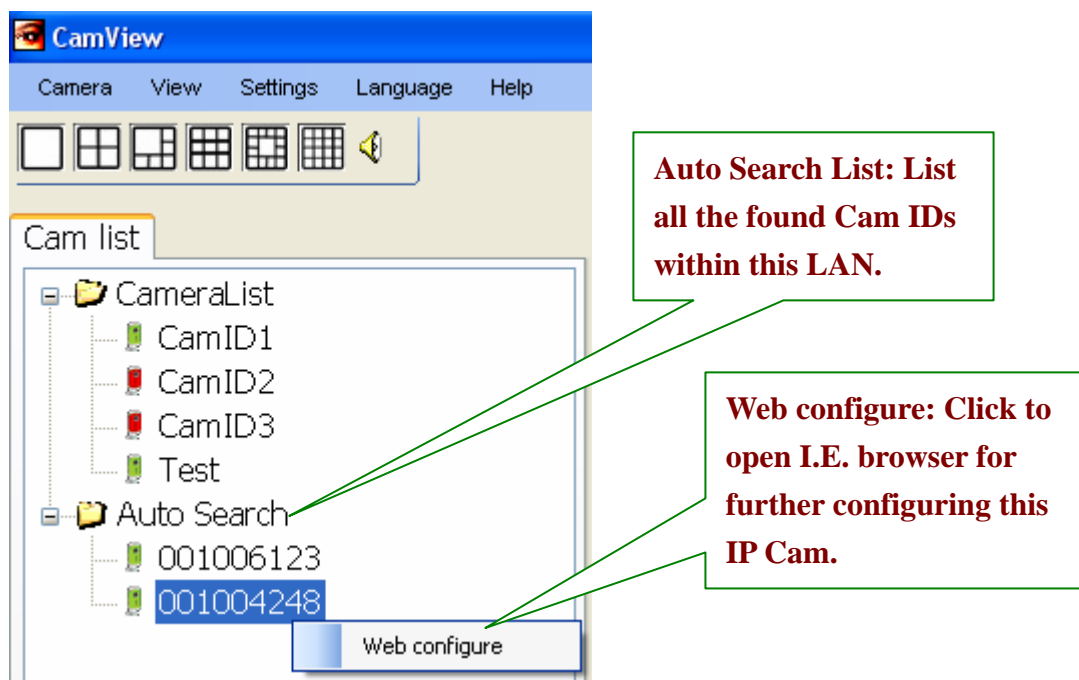 CamView
Camera View Settings Language Help
Cam list
CameraList
CamID1
CamID2
CamID3
Test
Auto Search
001006123
001004248
Web configure
Auto Search List: List
all the found Cam IDs
within this LAN.
Web configure: Click to
open I.E. browser for
further configuring this
IP Cam.